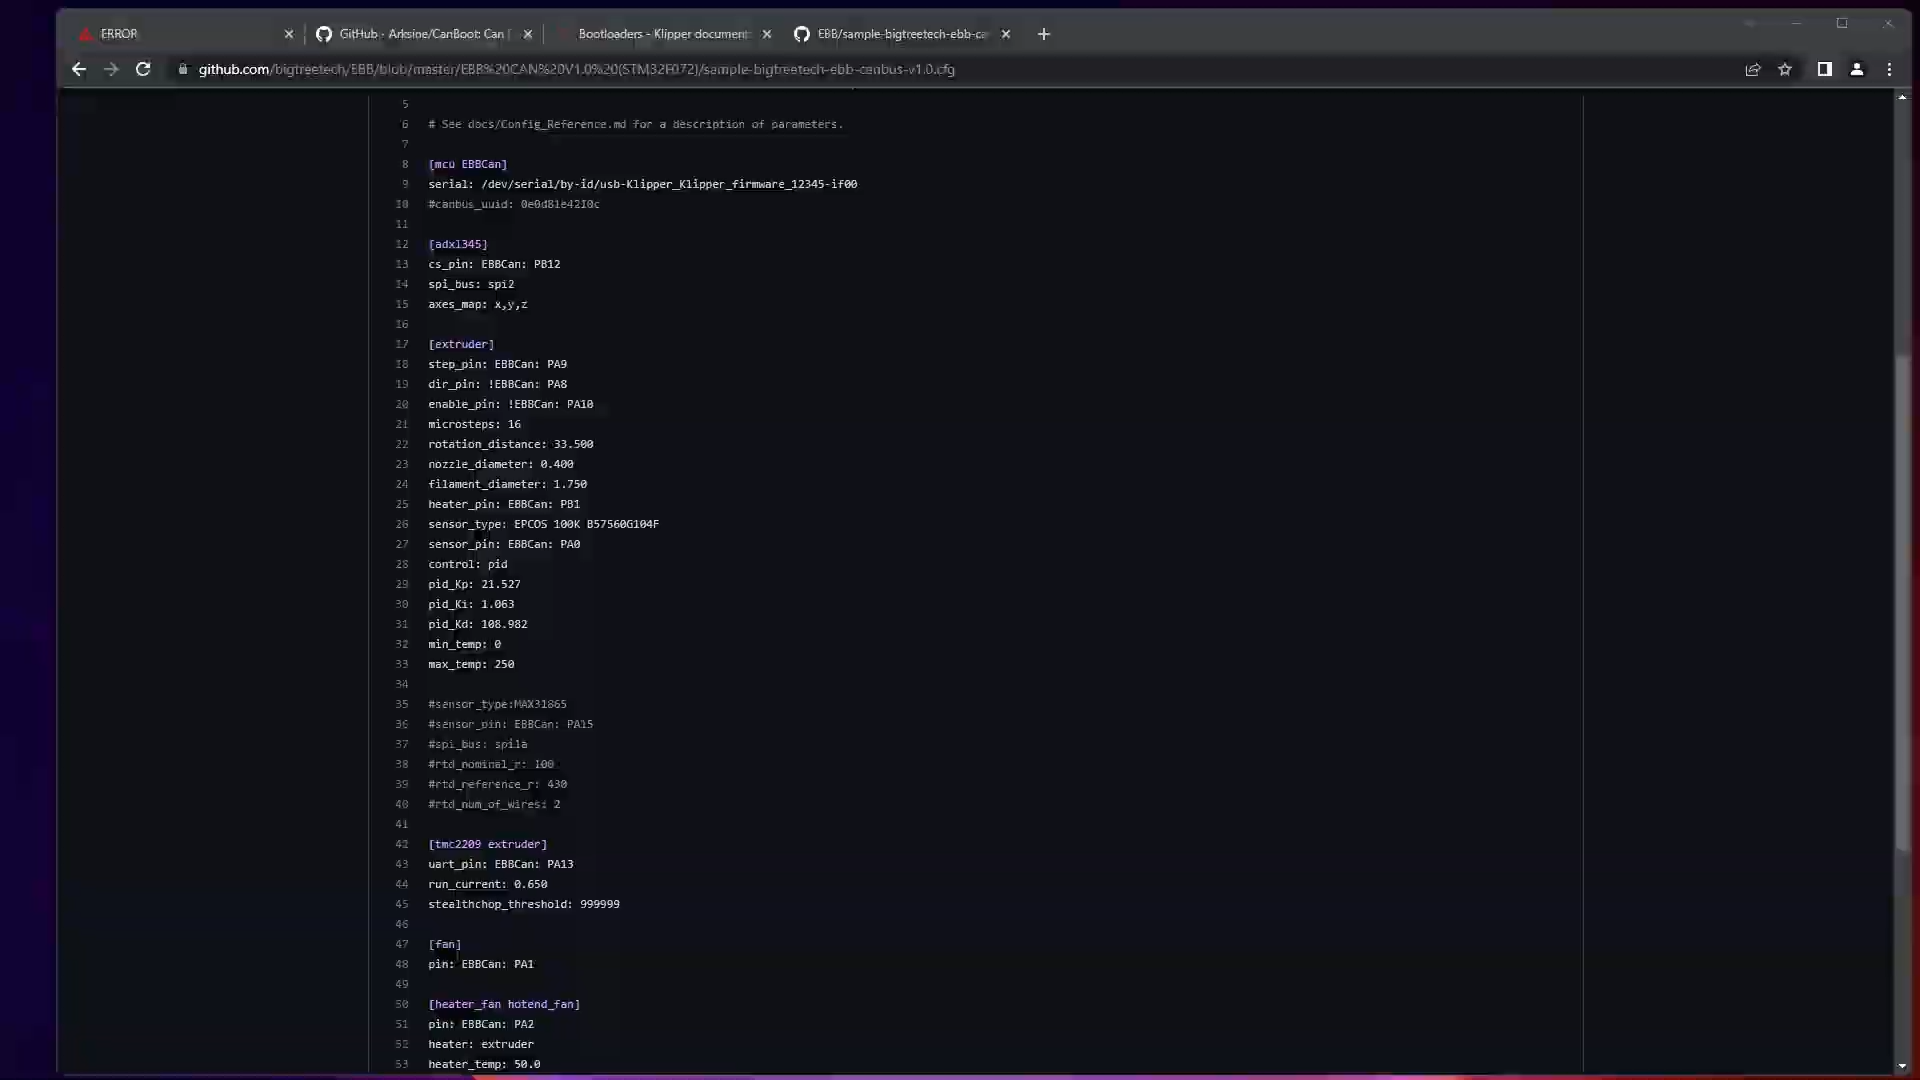 ERROR
GitHub - Arksine/CanBoot: Can
Bootloaders - Klipper document
EBB/sample-bigtreetech-ebb-ca
github.com/bigtreetech/EBB/blob/master/EBB%20CAN%20V1.0%20(STM32F072)/sample-bigtreetech-ebb-canbus-v1.0.cfg
5
6 # See docs/Config_Reference.md for a description of parameters.
7
8 [mcu EBBCan]
9 serial: /dev/serial/by-id/usb-Klipper_Klipper_firmware_12345-if00
10 #canbus_uuid: 0e0d81e4210c
11
12 [adxl345]
13 cs_pin: EBBCan: PB12
14 spi_bus: spi2
15 axes_map: x,y,z
16
17 [extruder]
18 step_pin: EBBCan: PA9
19 dir_pin: !EBBCan: PA8
20 enable_pin: !EBBCan: PA10
21 microsteps: 16
22 rotation_distance: 33.500
23 nozzle_diameter: 0.400
24 filament_diameter: 1.750
25 heater_pin: EBBCan: PB1
26 sensor_type: EPCOS 100K B57560G104F
27 sensor_pin: EBBCan: PA0
28 control: pid
29 pid_Kp: 21.527
30 pid_Ki: 1.063
31 pid_Kd: 108.982
32 min_temp: 0
33 max_temp: 250
34
35 #sensor_type:MAX31865
36 #sensor_pin: EBBCan: PA15
37 #spi_bus: spi1a
38 #rtd_nominal_r: 100
39 #rtd_reference_r: 430
40 #rtd_num_of_wires: 2
41
42 [tmc2209 extruder]
43 uart_pin: EBBCan: PA13
44 run_current: 0.650
45 stealthchop_threshold: 999999
46
47 [fan]
48 pin: EBBCan: PA1
49
50 [heater_fan hotend_fan]
51 pin: EBBCan: PA2
52 heater: extruder
53 heater_temp: 50.0